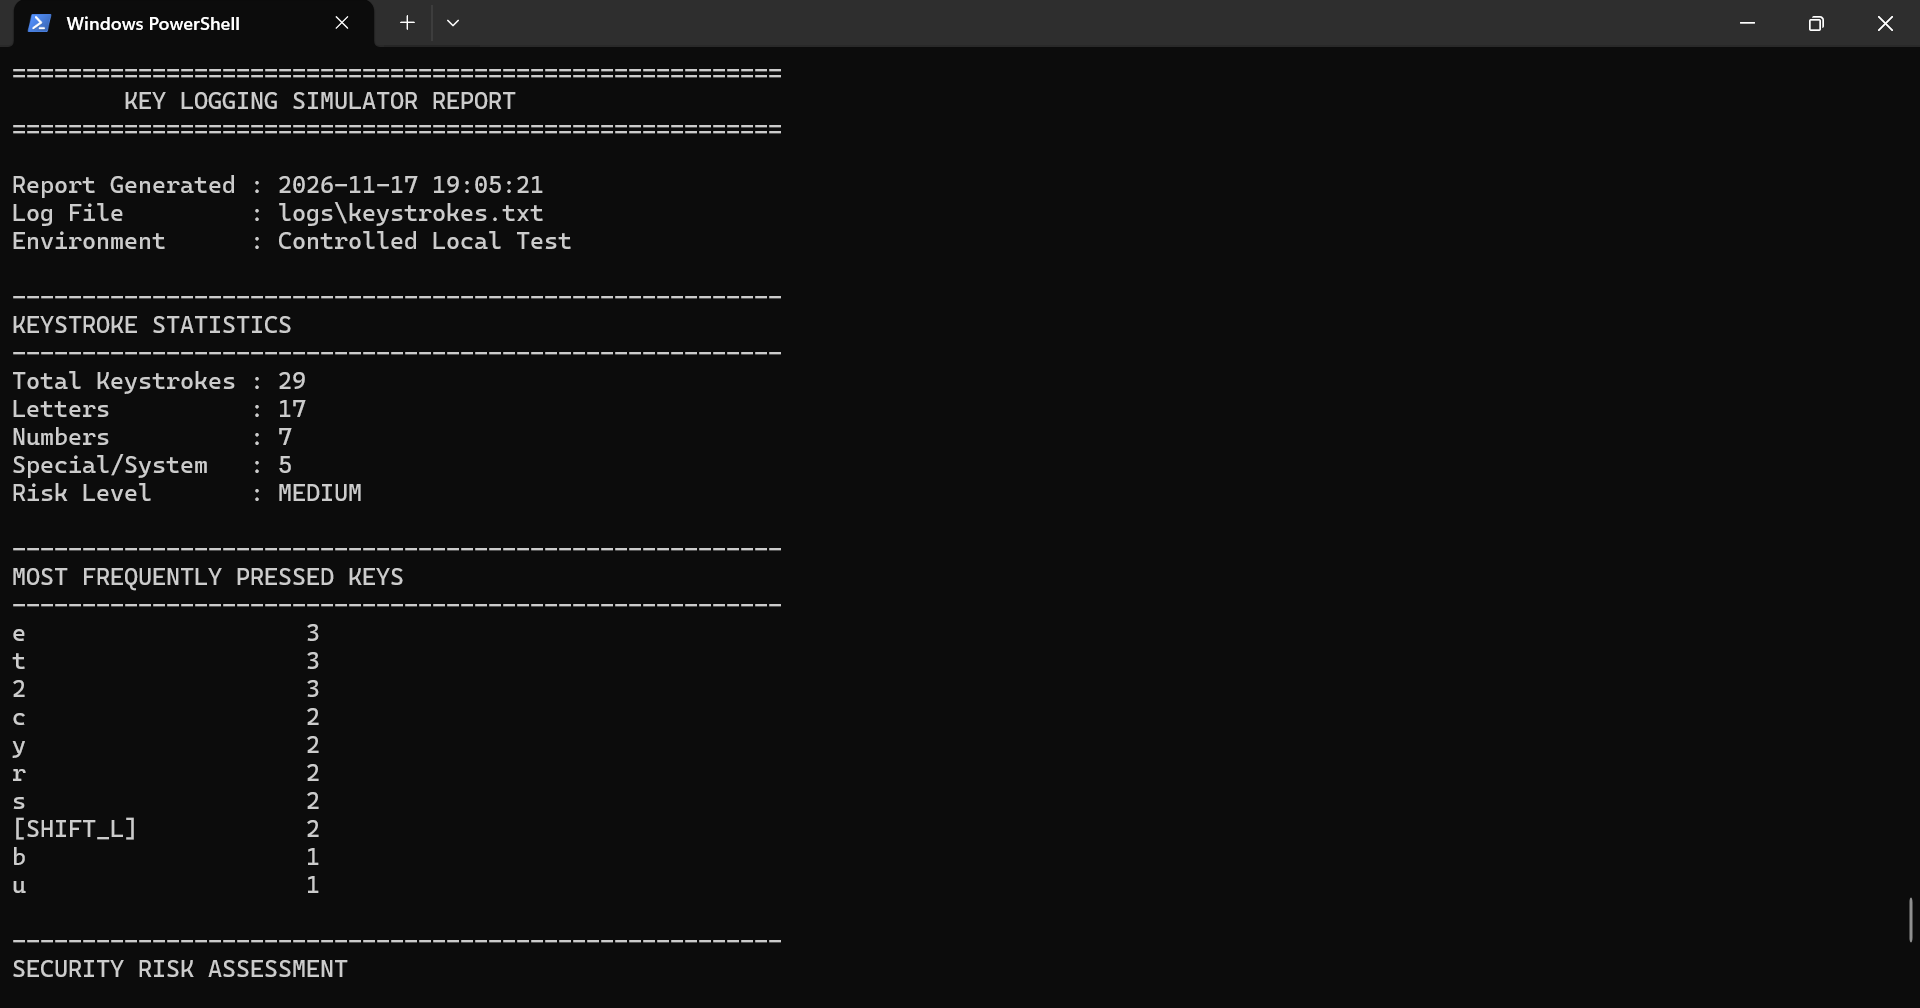 Windows PowerShell
=======================================================
        KEY LOGGING SIMULATOR REPORT
=======================================================
Report Generated : 2026-11-17 19:05:21
Log File         : logs\keystrokes.txt
Environment      : Controlled Local Test
-------------------------------------------------------
KEYSTROKE STATISTICS
-------------------------------------------------------
Total Keystrokes : 29
Letters          : 17
Numbers          : 7
Special/System   : 5
Risk Level       : MEDIUM
-------------------------------------------------------
MOST FREQUENTLY PRESSED KEYS
-------------------------------------------------------
e                    3
t                    3
2                    3
c                    2
y                    2
r                    2
s                    2
[SHIFT_L]            2
b                    1
u                    1
-------------------------------------------------------
SECURITY RISK ASSESSMENT